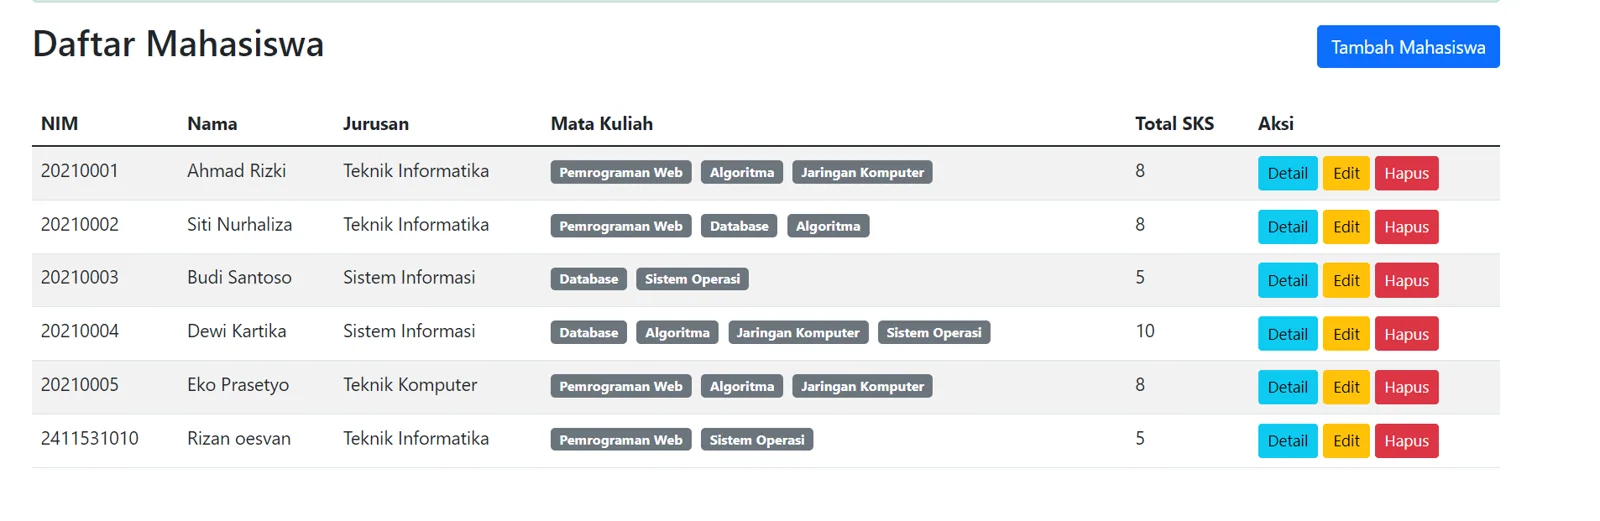 Daftar Mahasiswa Tambah Mahasiswa
NIM Nama Jurusan Mata Kuliah Total SKS Aksi
20210001 Ahmad Rizki Teknik Informatika Pemrograman Web Algoritma Jaringan Komputer 8 Detail Edit Hapus
20210002 Siti Nurhaliza Teknik Informatika Pemrograman Web Database Algoritma 8 Detail Edit Hapus
20210003 Budi Santoso Sistem Informasi Database Sistem Operasi 5 Detail Edit Hapus
20210004 Dewi Kartika Sistem Informasi Database Algoritma Jaringan Komputer Sistem Operasi 10 Detail Edit Hapus
20210005 Eko Prasetyo Teknik Komputer Pemrograman Web Algoritma Jaringan Komputer 8 Detail Edit Hapus
2411531010 Rizan oesvan Teknik Informatika Pemrograman Web Sistem Operasi 5 Detail Edit Hapus